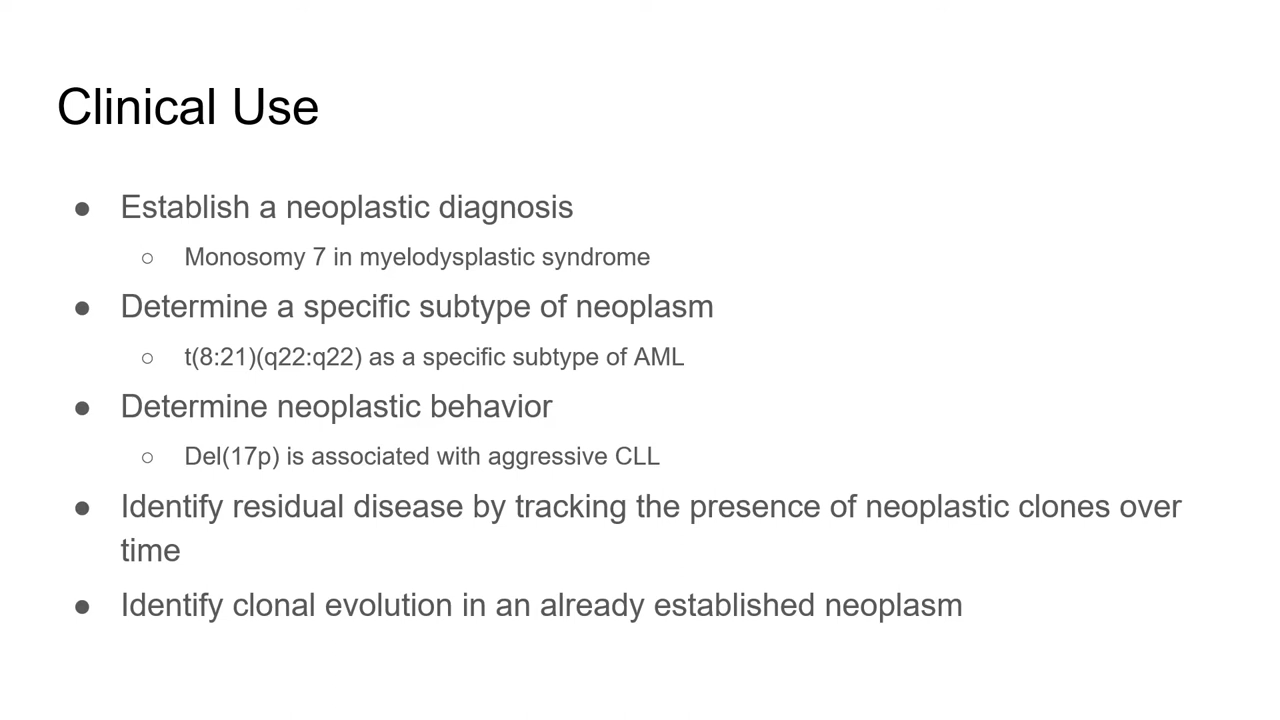 Clinical Use
● Establish a neoplastic diagnosis
○ Monosomy 7 in myelodysplastic syndrome
● Determine a specific subtype of neoplasm
○ t(8:21)(q22:q22) as a specific subtype of AML
● Determine neoplastic behavior
○ Del(17p) is associated with aggressive CLL
● Identify residual disease by tracking the presence of neoplastic clones over
time
● Identify clonal evolution in an already established neoplasm